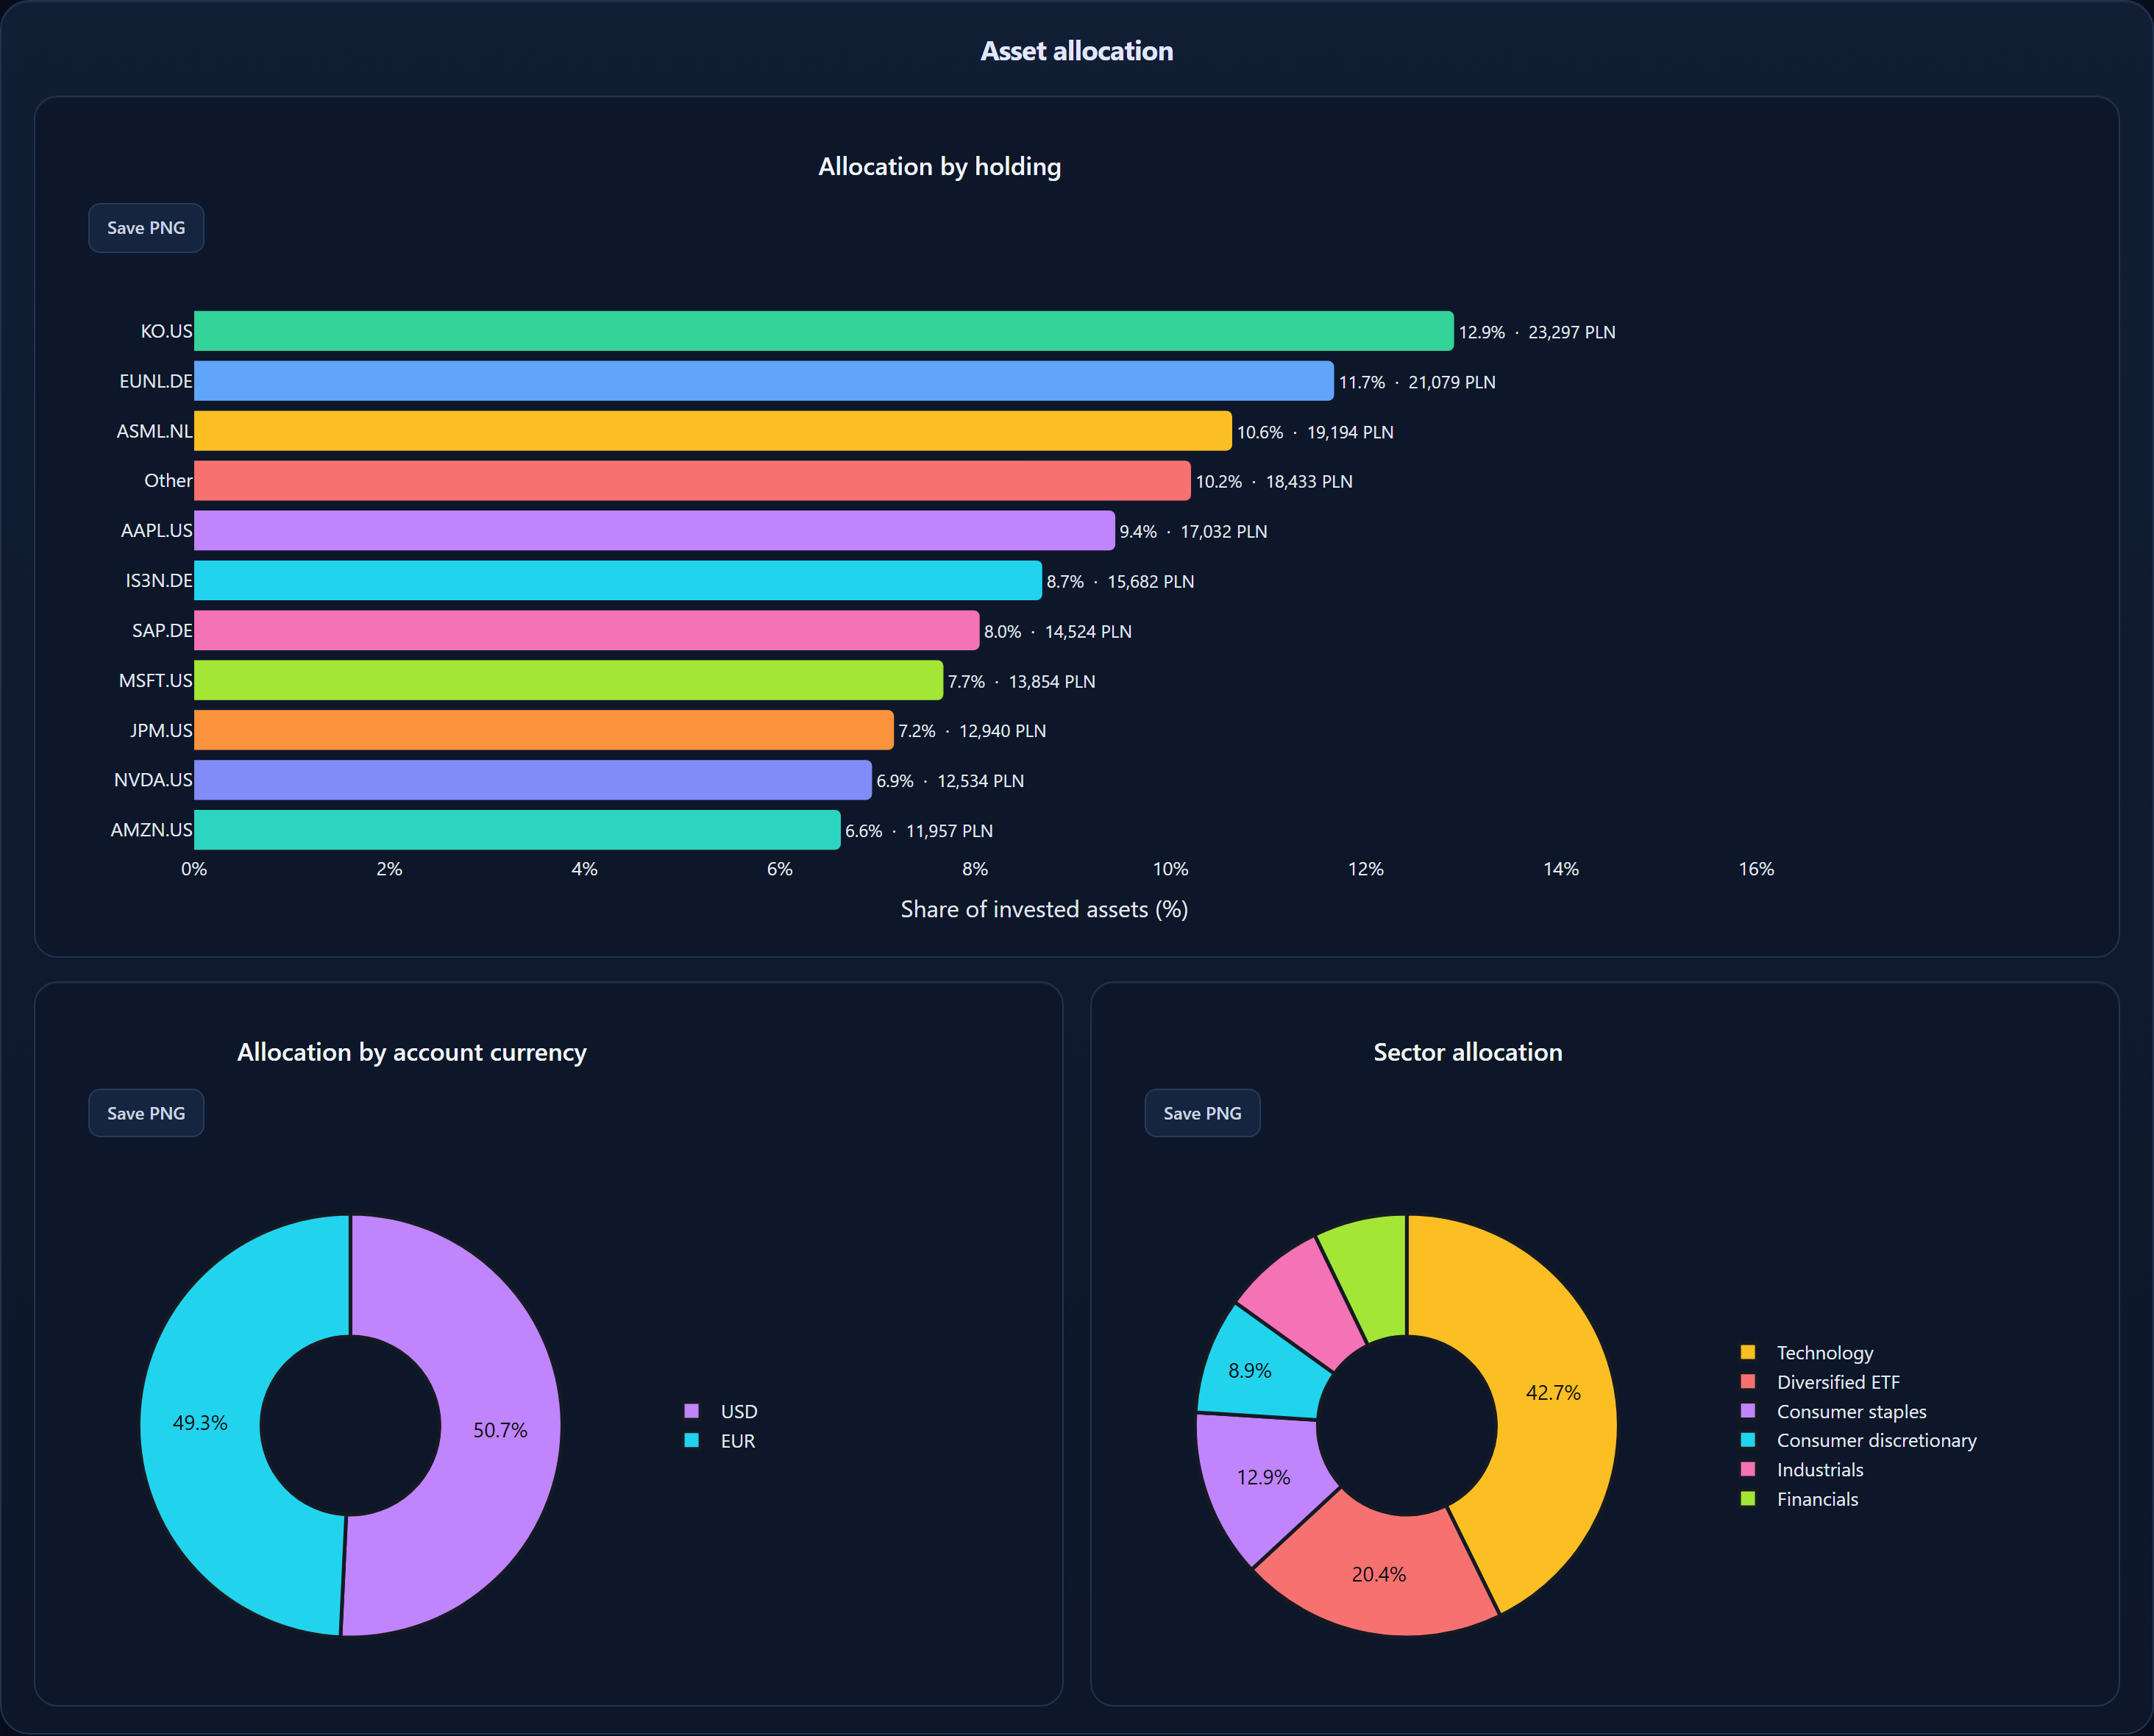 Asset allocation
Allocation by holding
Save PNG
KO.US 12.9% · 23,297 PLN
EUNL.DE 11.7% · 21,079 PLN
ASML.NL 10.6% · 19,194 PLN
Other 10.2% · 18,433 PLN
AAPL.US 9.4% · 17,032 PLN
IS3N.DE 8.7% · 15,682 PLN
SAP.DE 8.0% · 14,524 PLN
MSFT.US 7.7% · 13,854 PLN
JPM.US 7.2% · 12,940 PLN
NVDA.US 6.9% · 12,534 PLN
AMZN.US 6.6% · 11,957 PLN
0% 2% 4% 6% 8% 10% 12% 14% 16%
Share of invested assets (%)
Allocation by account currency
Save PNG
49.3%
50.7%
USD
EUR
Sector allocation
Save PNG
8.9%
42.7%
12.9%
20.4%
Technology
Diversified ETF
Consumer staples
Consumer discretionary
Industrials
Financials